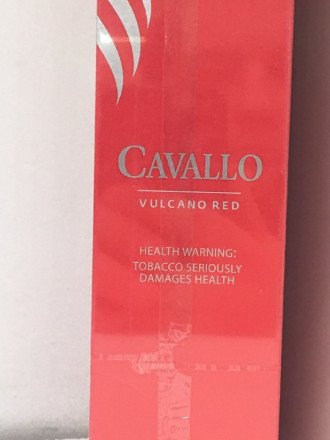 CAVALLO
VULCANO RED
HEALTH WARNING:
TOBACCO SERIOUSLY
DAMAGES HEALTH